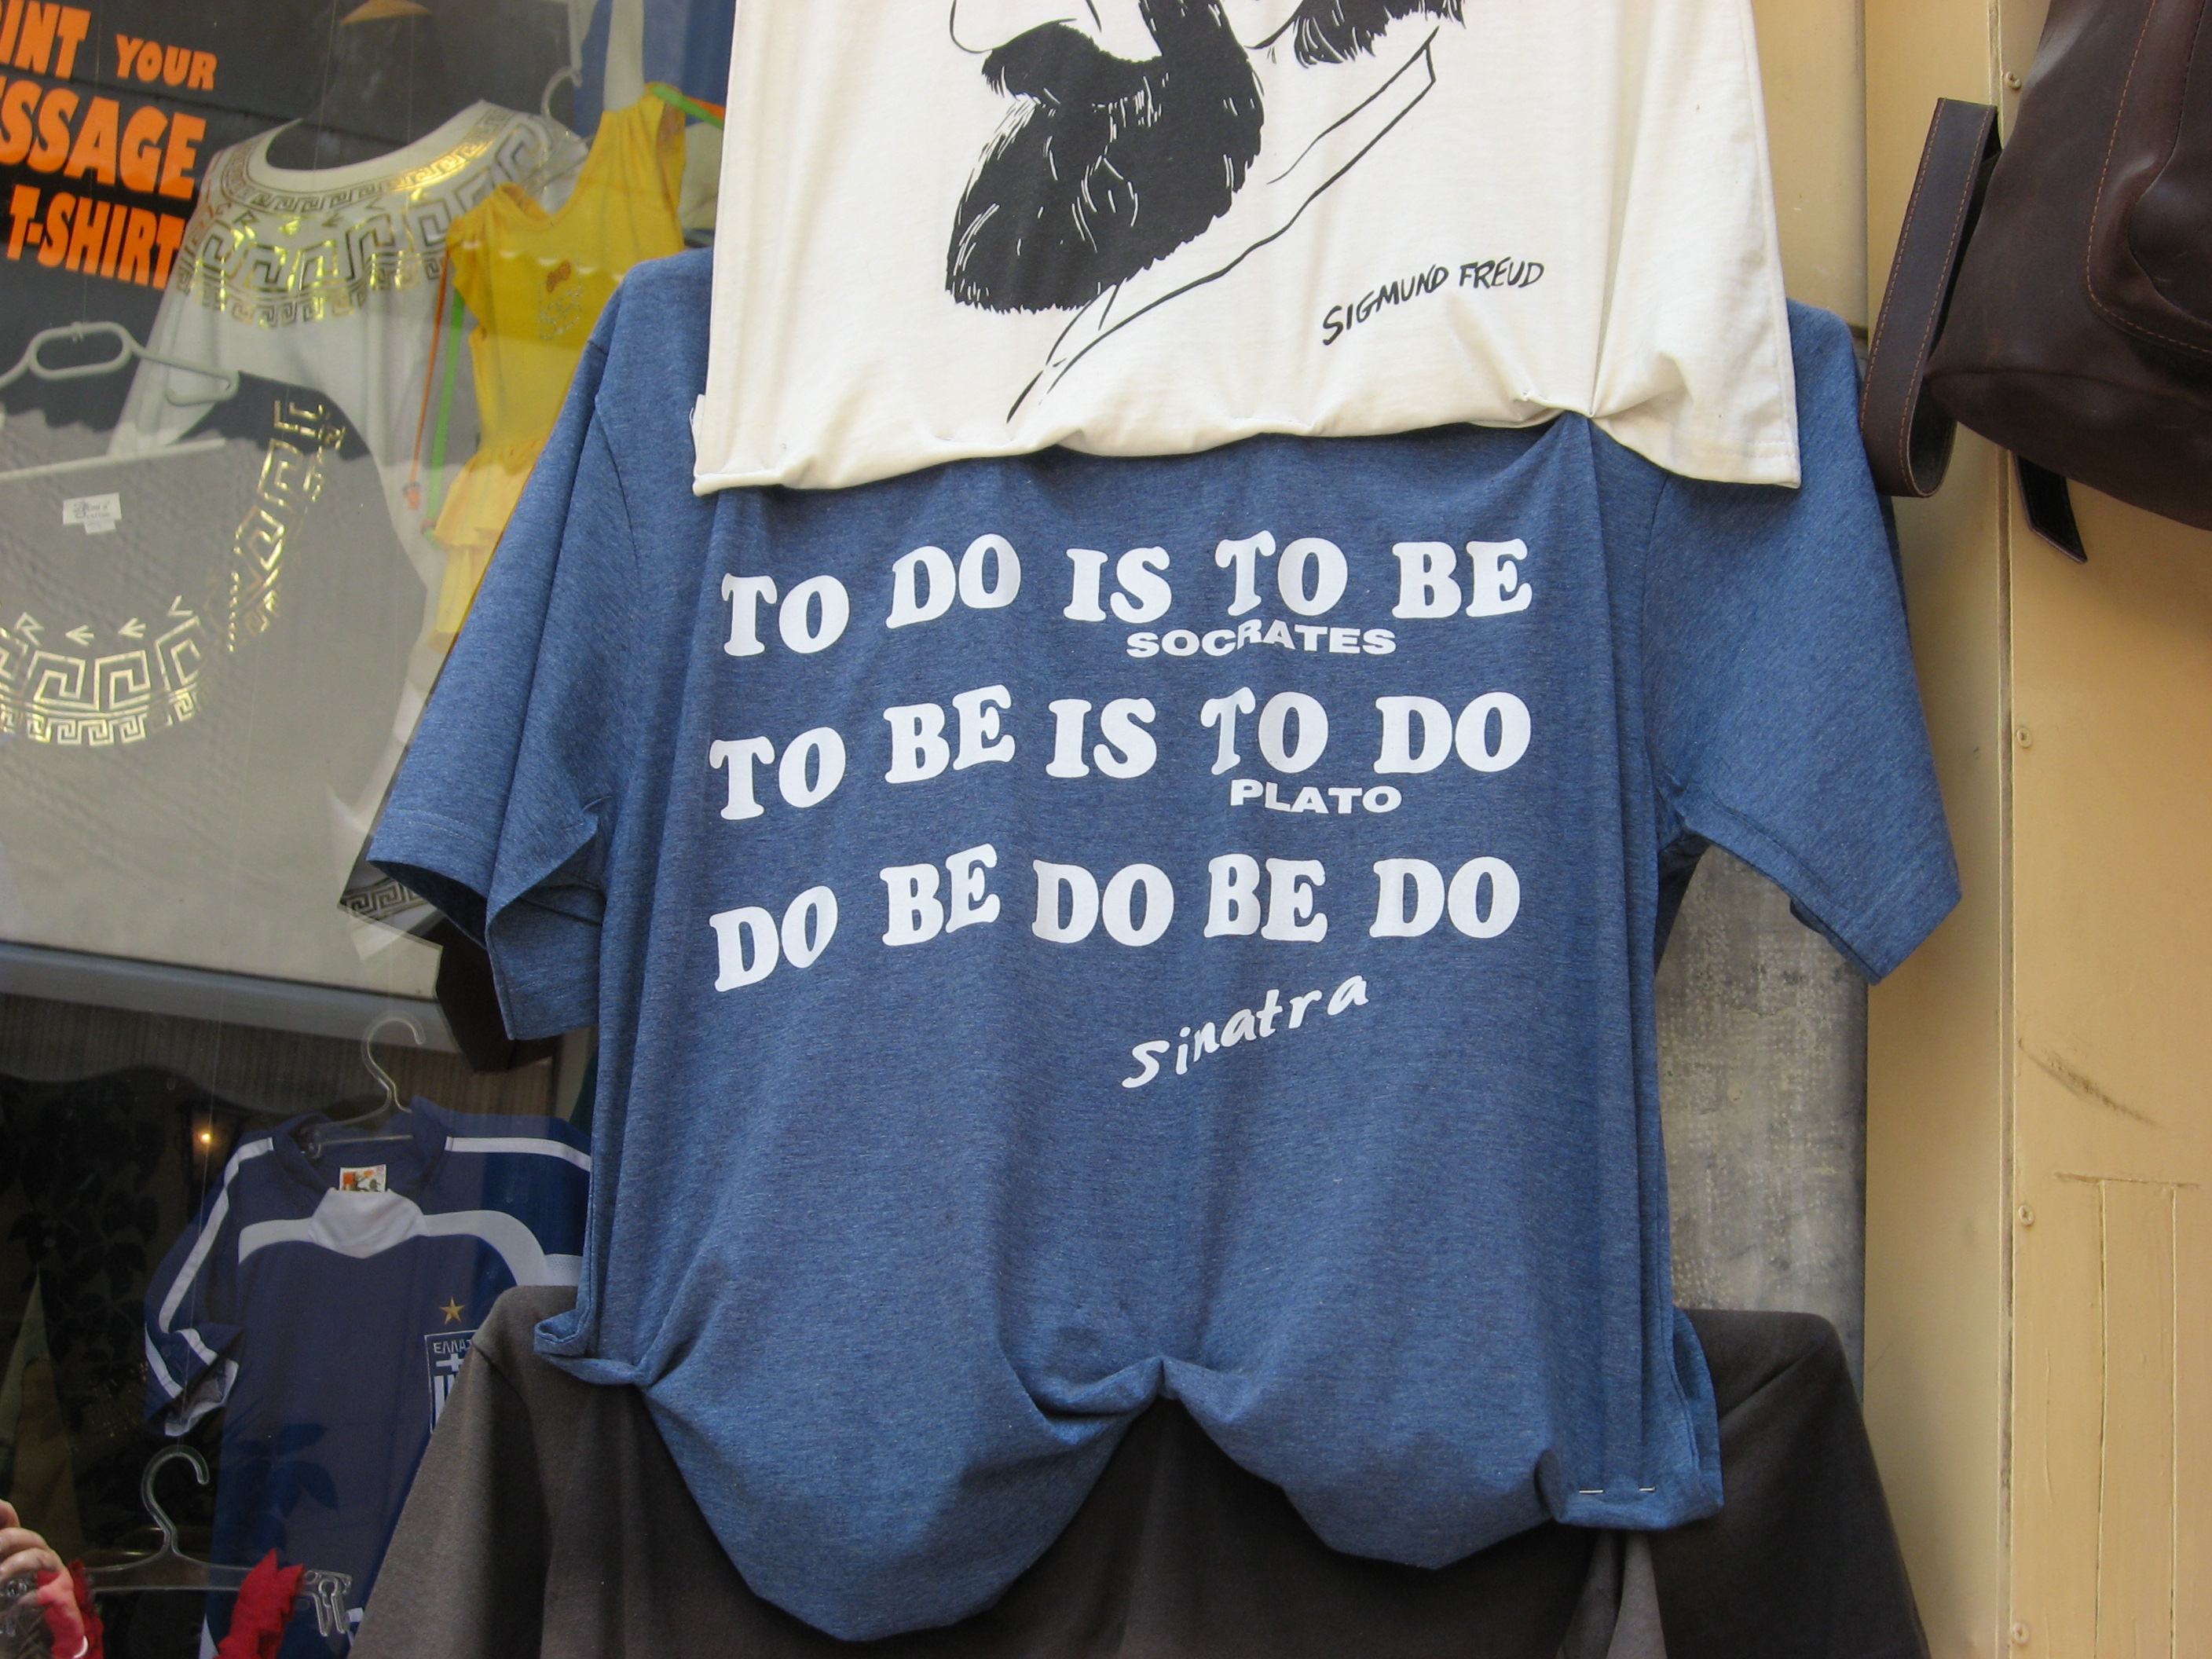 YOUR
T-SHIRT
SIGMUND FREUD
TO DO IS TO BE
SOCRATES
TO BE IS TO DO
PLATO
DO BE DO BE DO
sinatra